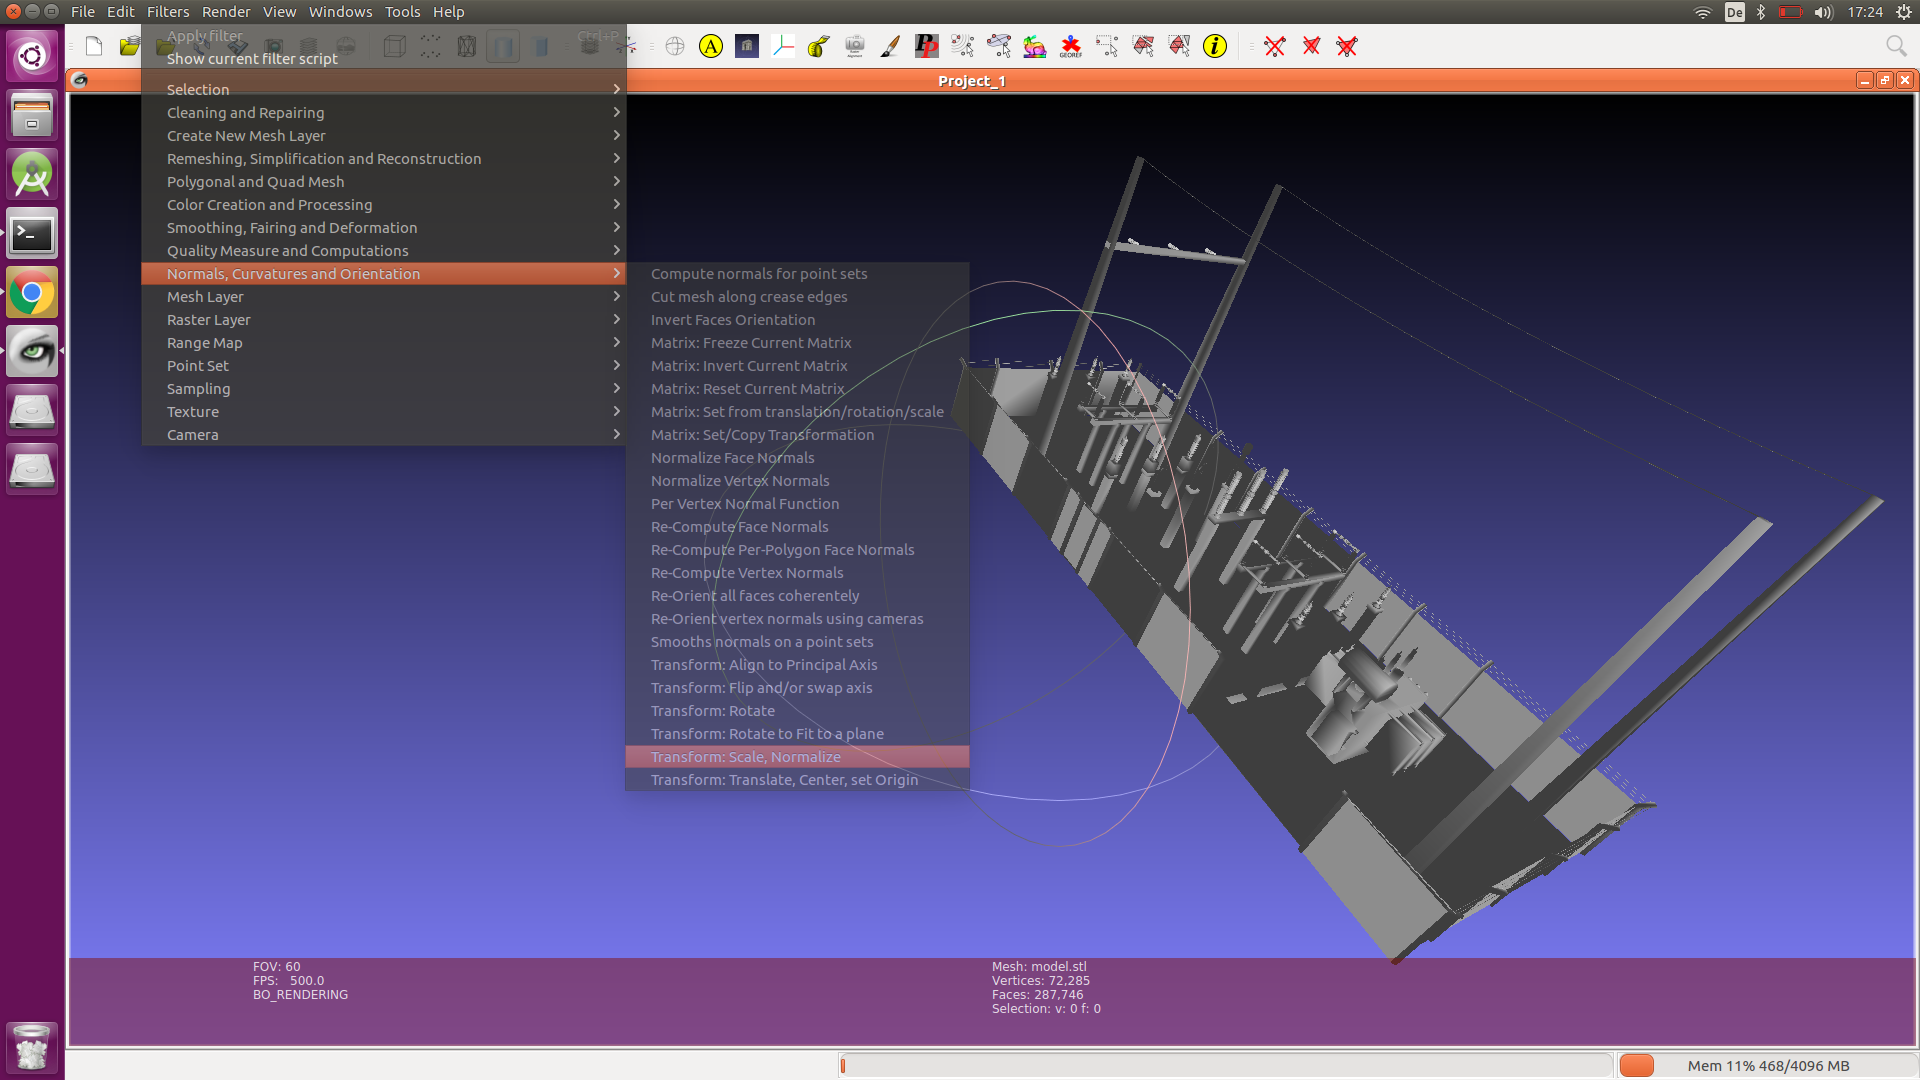 File Edit Filters Render View Windows Tools Help
De
17:24
Apply filter Ctrl+P
Show current filter script
A
PP
GEOREF
i
Project_1
Selection
Cleaning and Repairing
Create New Mesh Layer
Remeshing, Simplification and Reconstruction
Polygonal and Quad Mesh
Color Creation and Processing
Smoothing, Fairing and Deformation
Quality Measure and Computations
Normals, Curvatures and Orientation
Mesh Layer
Raster Layer
Range Map
Point Set
Sampling
Texture
Camera
Compute normals for point sets
Cut mesh along crease edges
Invert Faces Orientation
Matrix: Freeze Current Matrix
Matrix: Invert Current Matrix
Matrix: Reset Current Matrix
Matrix: Set from translation/rotation/scale
Matrix: Set/Copy Transformation
Normalize Face Normals
Normalize Vertex Normals
Per Vertex Normal Function
Re-Compute Face Normals
Re-Compute Per-Polygon Face Normals
Re-Compute Vertex Normals
Re-Orient all faces coherentely
Re-Orient vertex normals using cameras
Smooths normals on a point sets
Transform: Align to Principal Axis
Transform: Flip and/or swap axis
Transform: Rotate
Transform: Rotate to Fit to a plane
Transform: Scale, Normalize
Transform: Translate, Center, set Origin
FOV: 60
FPS: 500.0
BO_RENDERING
Mesh: model.stl
Vertices: 72,285
Faces: 287,746
Selection: v: 0 f: 0
Mem 11% 468/4096 MB